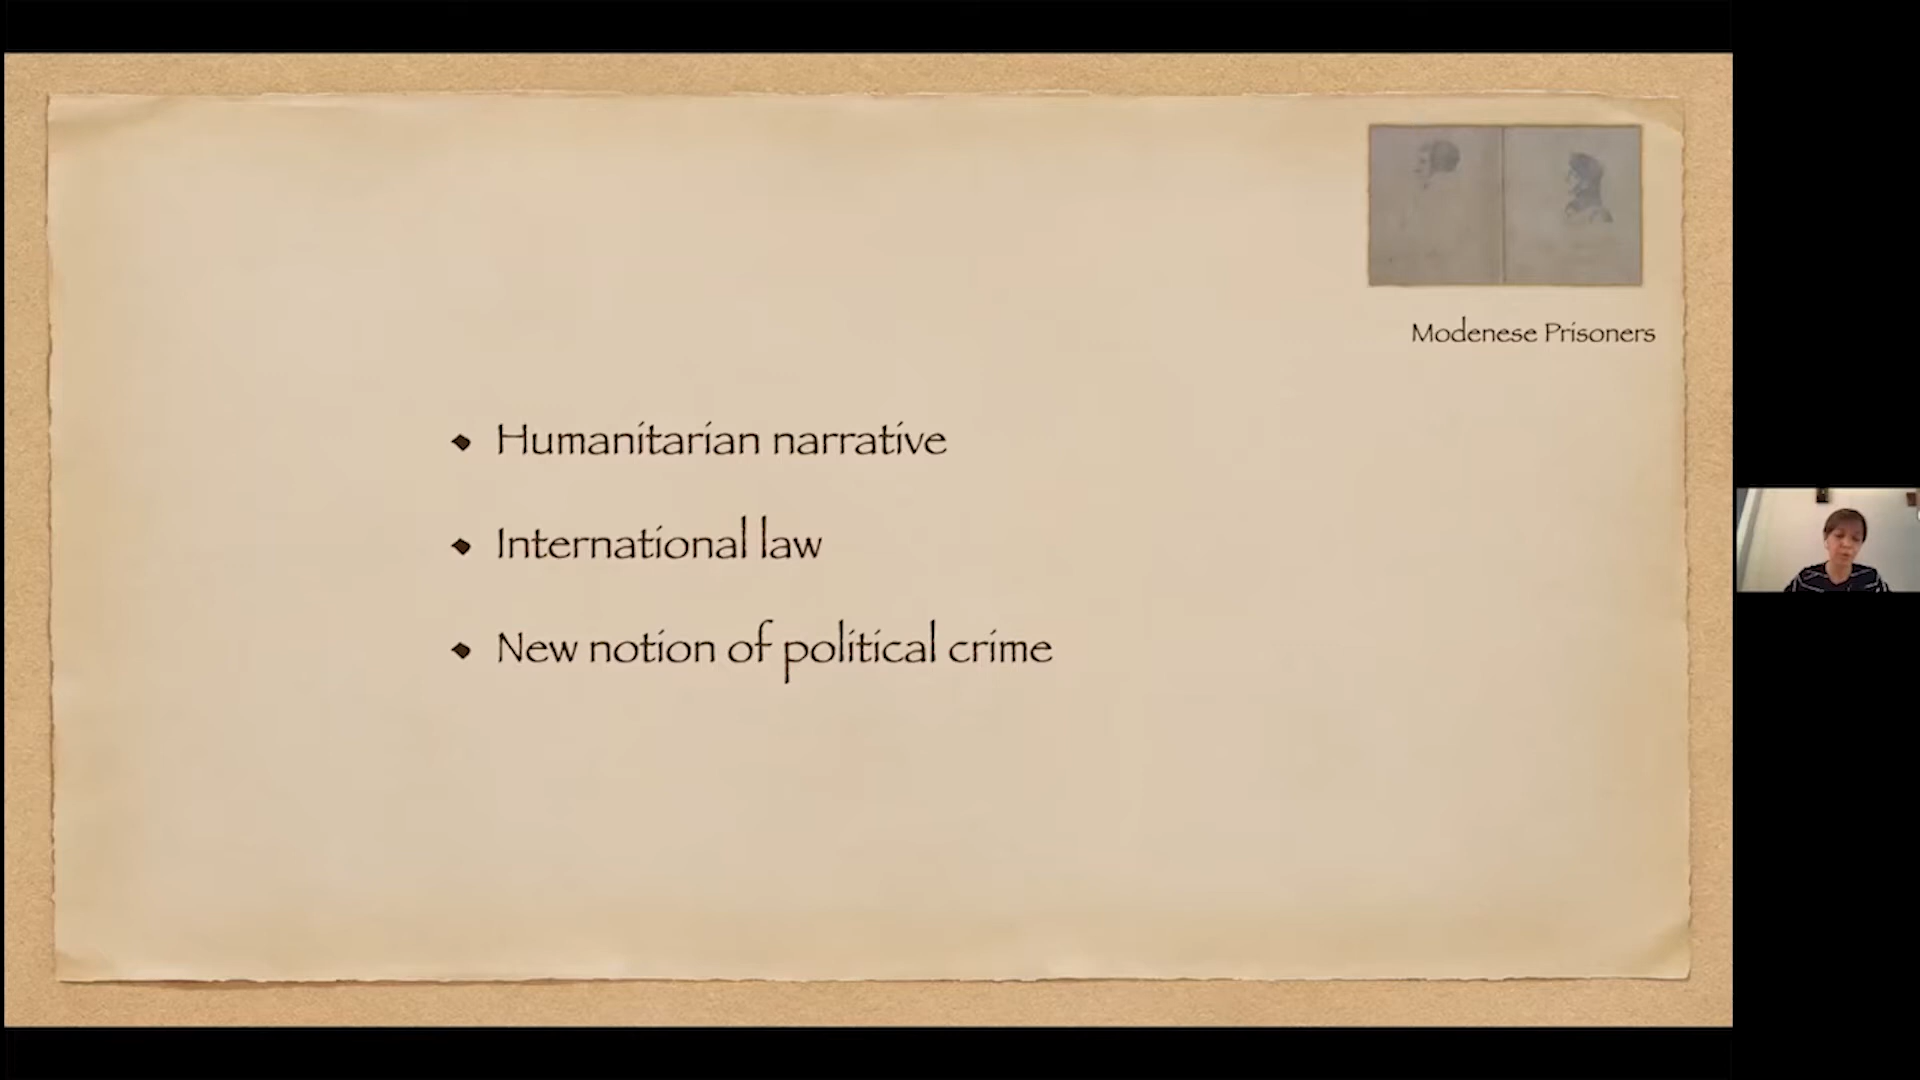 Modenese Prisoners
Humanitarian narrative
International law
New notion of political crime